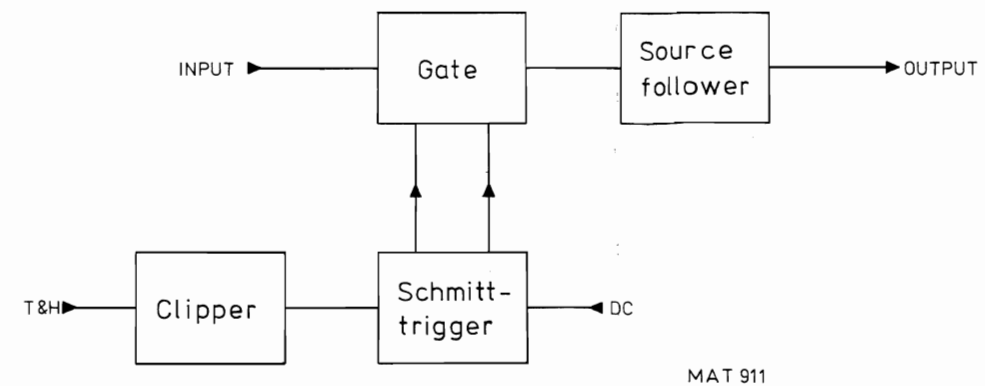 INPUT
Gate
Source
follower
OUTPUT
T&H
Clipper
Schmitt-
trigger
DC
MAT 911